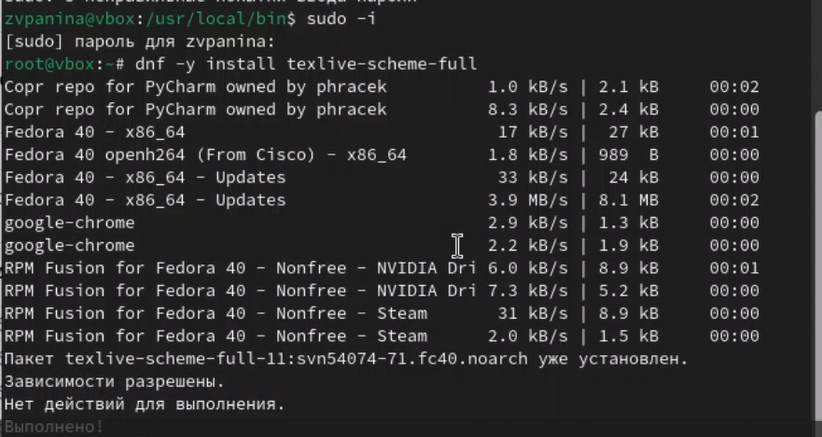 zvpanina@vbox:/usr/local/bin$ sudo -i
[sudo] пароль для zvpanina:
root@vbox:~# dnf -y install texlive-scheme-full
Copr repo for PyCharm owned by phracek 1.0 kB/s | 2.1 kB 00:02
Copr repo for PyCharm owned by phracek 8.3 kB/s | 2.4 kB 00:00
Fedora 40 - x86_64 17 kB/s | 27 kB 00:01
Fedora 40 openh264 (From Cisco) - x86_64 1.8 kB/s | 989 B 00:00
Fedora 40 - x86_64 - Updates 33 kB/s | 24 kB 00:00
Fedora 40 - x86_64 - Updates 3.9 MB/s | 8.1 MB 00:02
google-chrome 2.9 kB/s | 1.3 kB 00:00
google-chrome 2.2 kB/s | 1.9 kB 00:00
RPM Fusion for Fedora 40 - Nonfree - NVIDIA Dri 6.0 kB/s | 8.9 kB 00:01
RPM Fusion for Fedora 40 - Nonfree - NVIDIA Dri 7.3 kB/s | 5.2 kB 00:00
RPM Fusion for Fedora 40 - Nonfree - Steam 31 kB/s | 8.9 kB 00:00
RPM Fusion for Fedora 40 - Nonfree - Steam 2.0 kB/s | 1.5 kB 00:00
Пакет texlive-scheme-full-11:svn54074-71.fc40.noarch уже установлен.
Зависимости разрешены.
Нет действий для выполнения.
Выполнено!